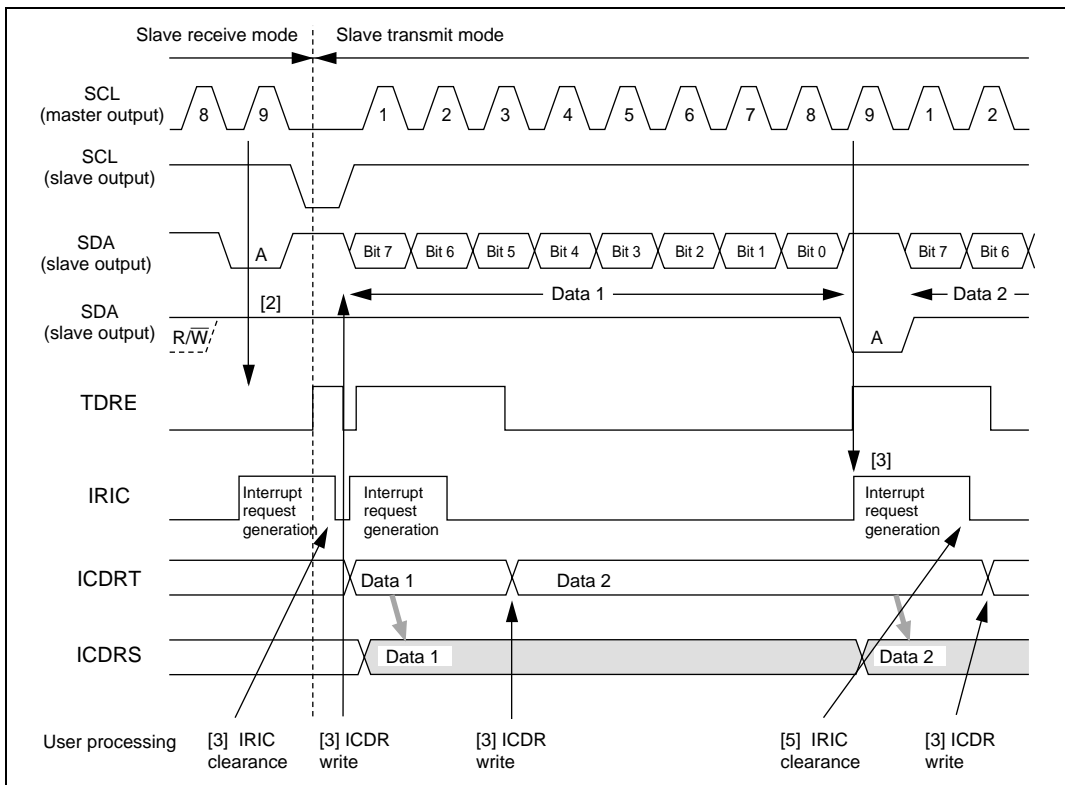 Slave receive mode Slave transmit mode
SCL
(master output)
8 9 1 2 3 4 5 6 7 8 9 1 2
SCL
(slave output)
SDA
(slave output)
A Bit 7 Bit 6 Bit 5 Bit 4 Bit 3 Bit 2 Bit 1 Bit 0 Bit 7 Bit 6
[2] Data 1 Data 2
SDA
(slave output)
R/W̅ A
TDRE
[3]
IRIC
Interrupt
request
generation
Interrupt
request
generation
Interrupt
request
generation
ICDRT
Data 1 Data 2
ICDRS
Data 1 Data 2
User processing
[3] IRIC
clearance
[3] ICDR
write
[3] ICDR
write
[5] IRIC
clearance
[3] ICDR
write